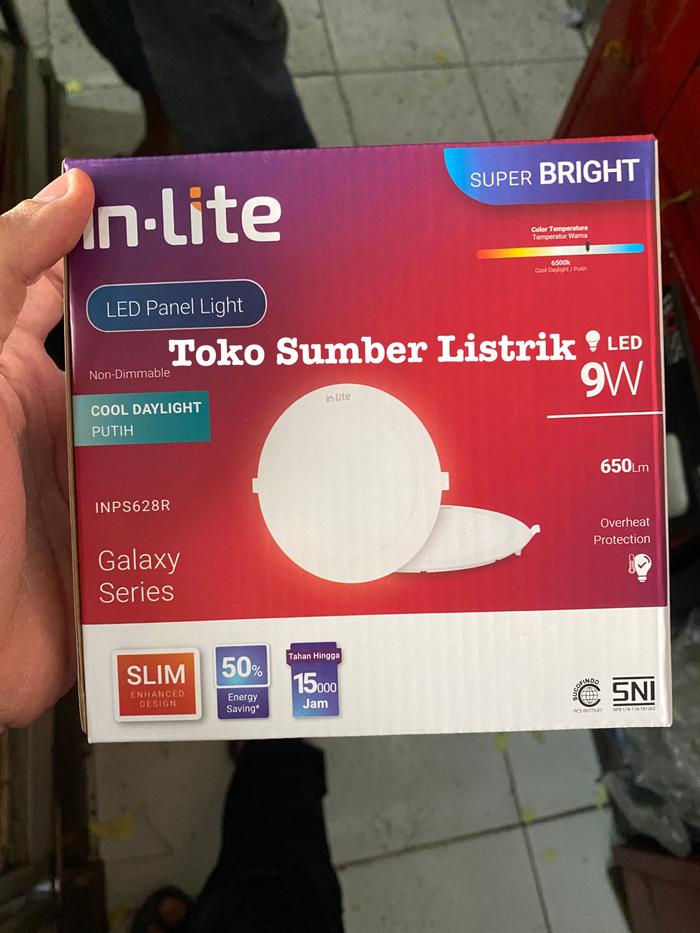 in·lite
SUPER BRIGHT
Color Temperature
Temperatur Warna
6500k
Cool Daylight / Putih
LED Panel Light
Toko Sumber Listrik
LED
9W
Non-Dimmable
COOL DAYLIGHT
PUTIH
in·lite
650Lm
INPS628R
Overheat
Protection
Galaxy
Series
SLIM
ENHANCED
DESIGN
50%
Energy
Saving*
Tahan Hingga
15000
Jam
SUCOFINDO
SNI